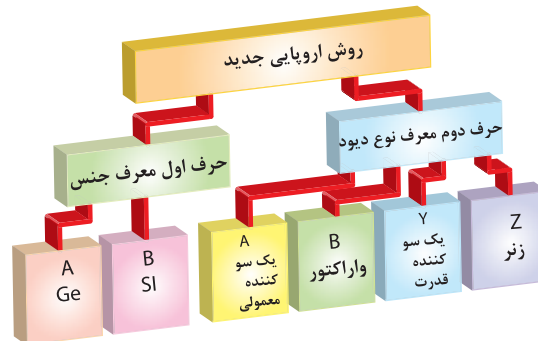 روش اروپایی جدید
حرف اول معرف جنس
حرف دوم معرف نوع دیود
A
Ge
B
SI
A
یک سو
کننده
معمولی
B
واراکتور
Y
یک سو
کننده
قدرت
Z
زنر